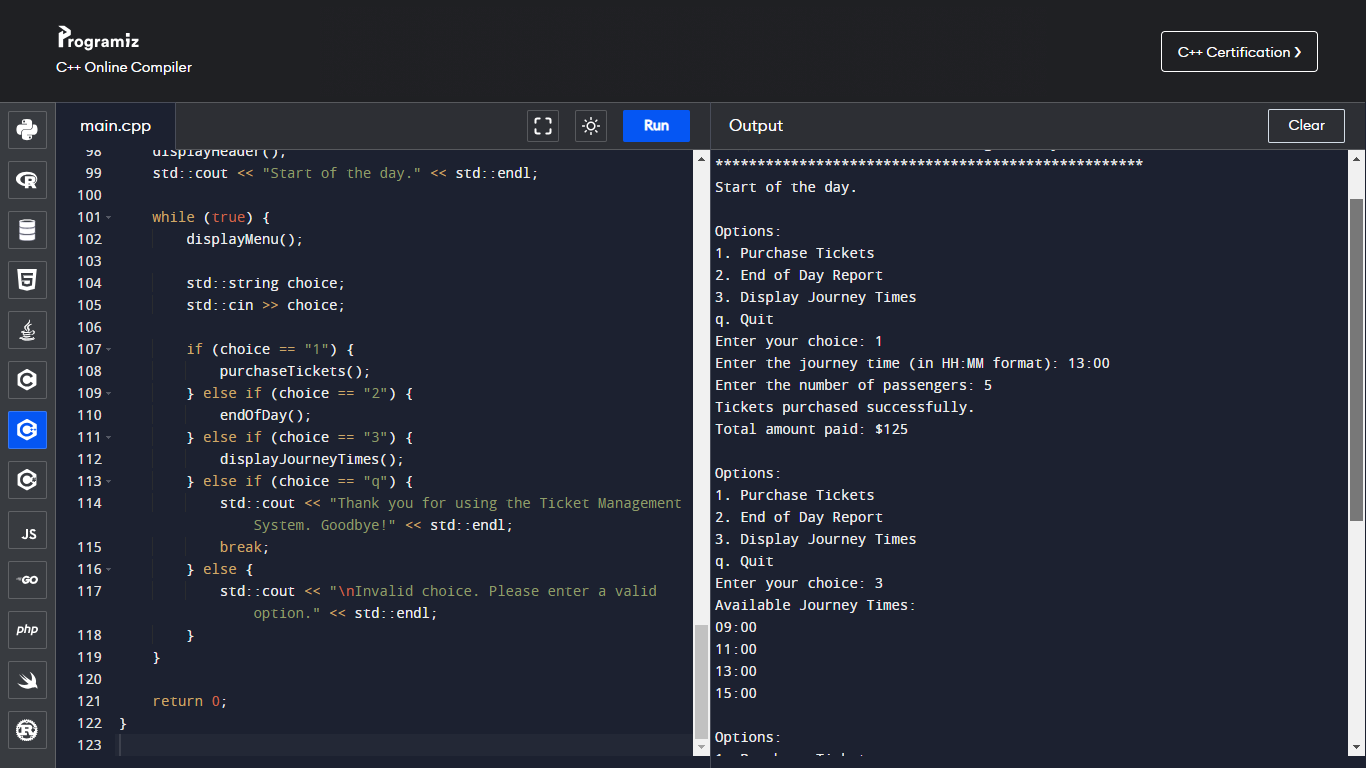 Programiz
C++ Online Compiler
C++ Certification ❯
main.cpp
Run
Output
Clear
98 displayHeader();
99 std::cout << "Start of the day." << std::endl;
100
101 while (true) {
102 displayMenu();
103
104 std::string choice;
105 std::cin >> choice;
106
107 if (choice == "1") {
108 purchaseTickets();
109 } else if (choice == "2") {
110 endOfDay();
111 } else if (choice == "3") {
112 displayJourneyTimes();
113 } else if (choice == "q") {
114 std::cout << "Thank you for using the Ticket Management
System. Goodbye!" << std::endl;
115 break;
116 } else {
117 std::cout << "\nInvalid choice. Please enter a valid
option." << std::endl;
118 }
119 }
120
121 return 0;
122 }
123
***************************************************
Start of the day.
Options:
1. Purchase Tickets
2. End of Day Report
3. Display Journey Times
q. Quit
Enter your choice: 1
Enter the journey time (in HH:MM format): 13:00
Enter the number of passengers: 5
Tickets purchased successfully.
Total amount paid: $125
Options:
1. Purchase Tickets
2. End of Day Report
3. Display Journey Times
q. Quit
Enter your choice: 3
Available Journey Times:
09:00
11:00
13:00
15:00
Options:
JS
GO
php